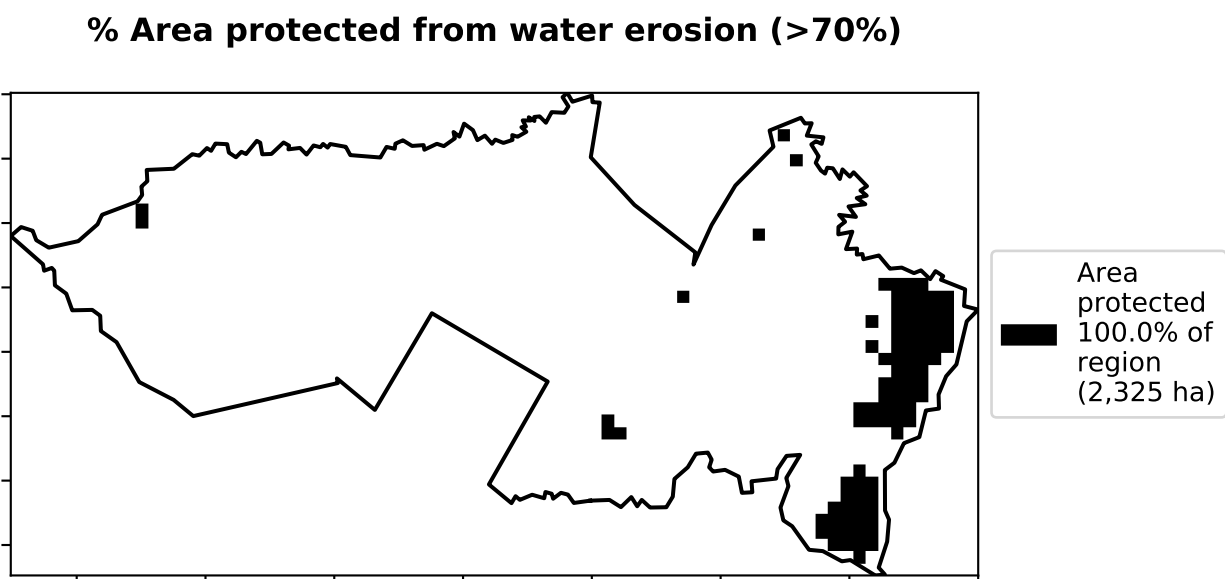 % Area protected from water erosion (>70%)
Area
protected
100.0% of
region
(2,325 ha)